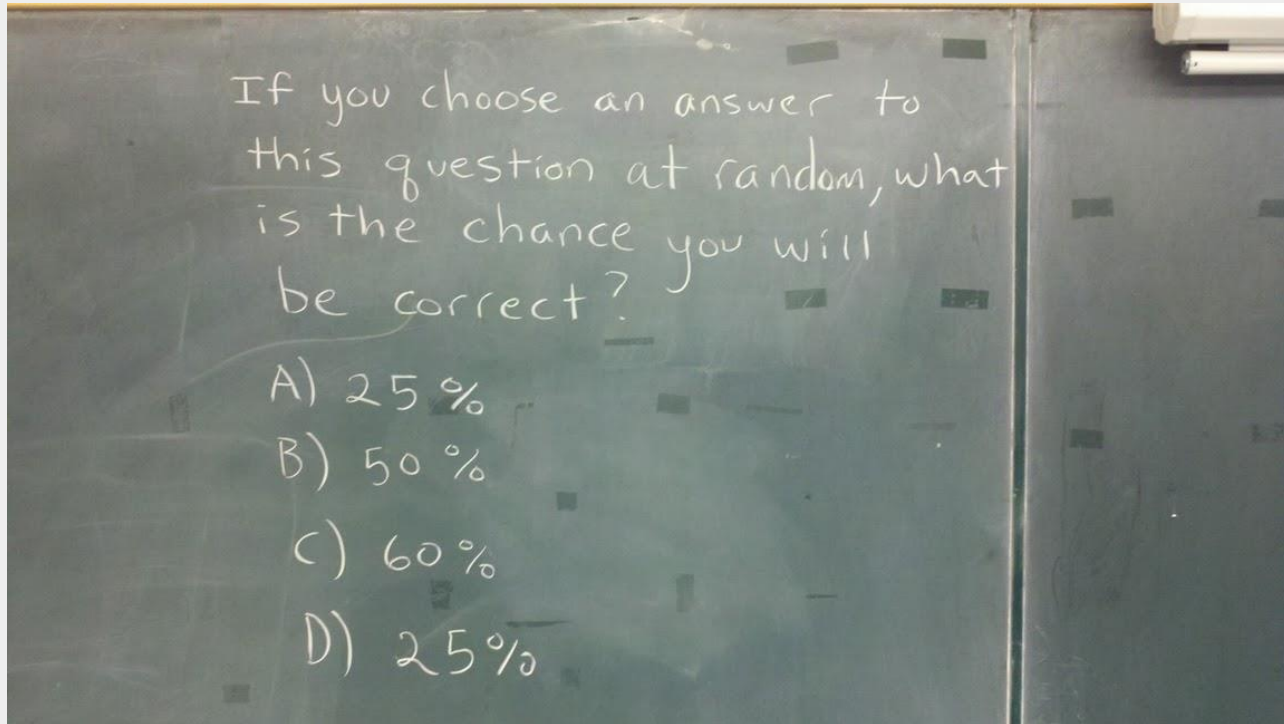 If you choose an answer to
this question at random, what
is the chance you will
be correct?
A) 25%
B) 50%
C) 60%
D) 25%